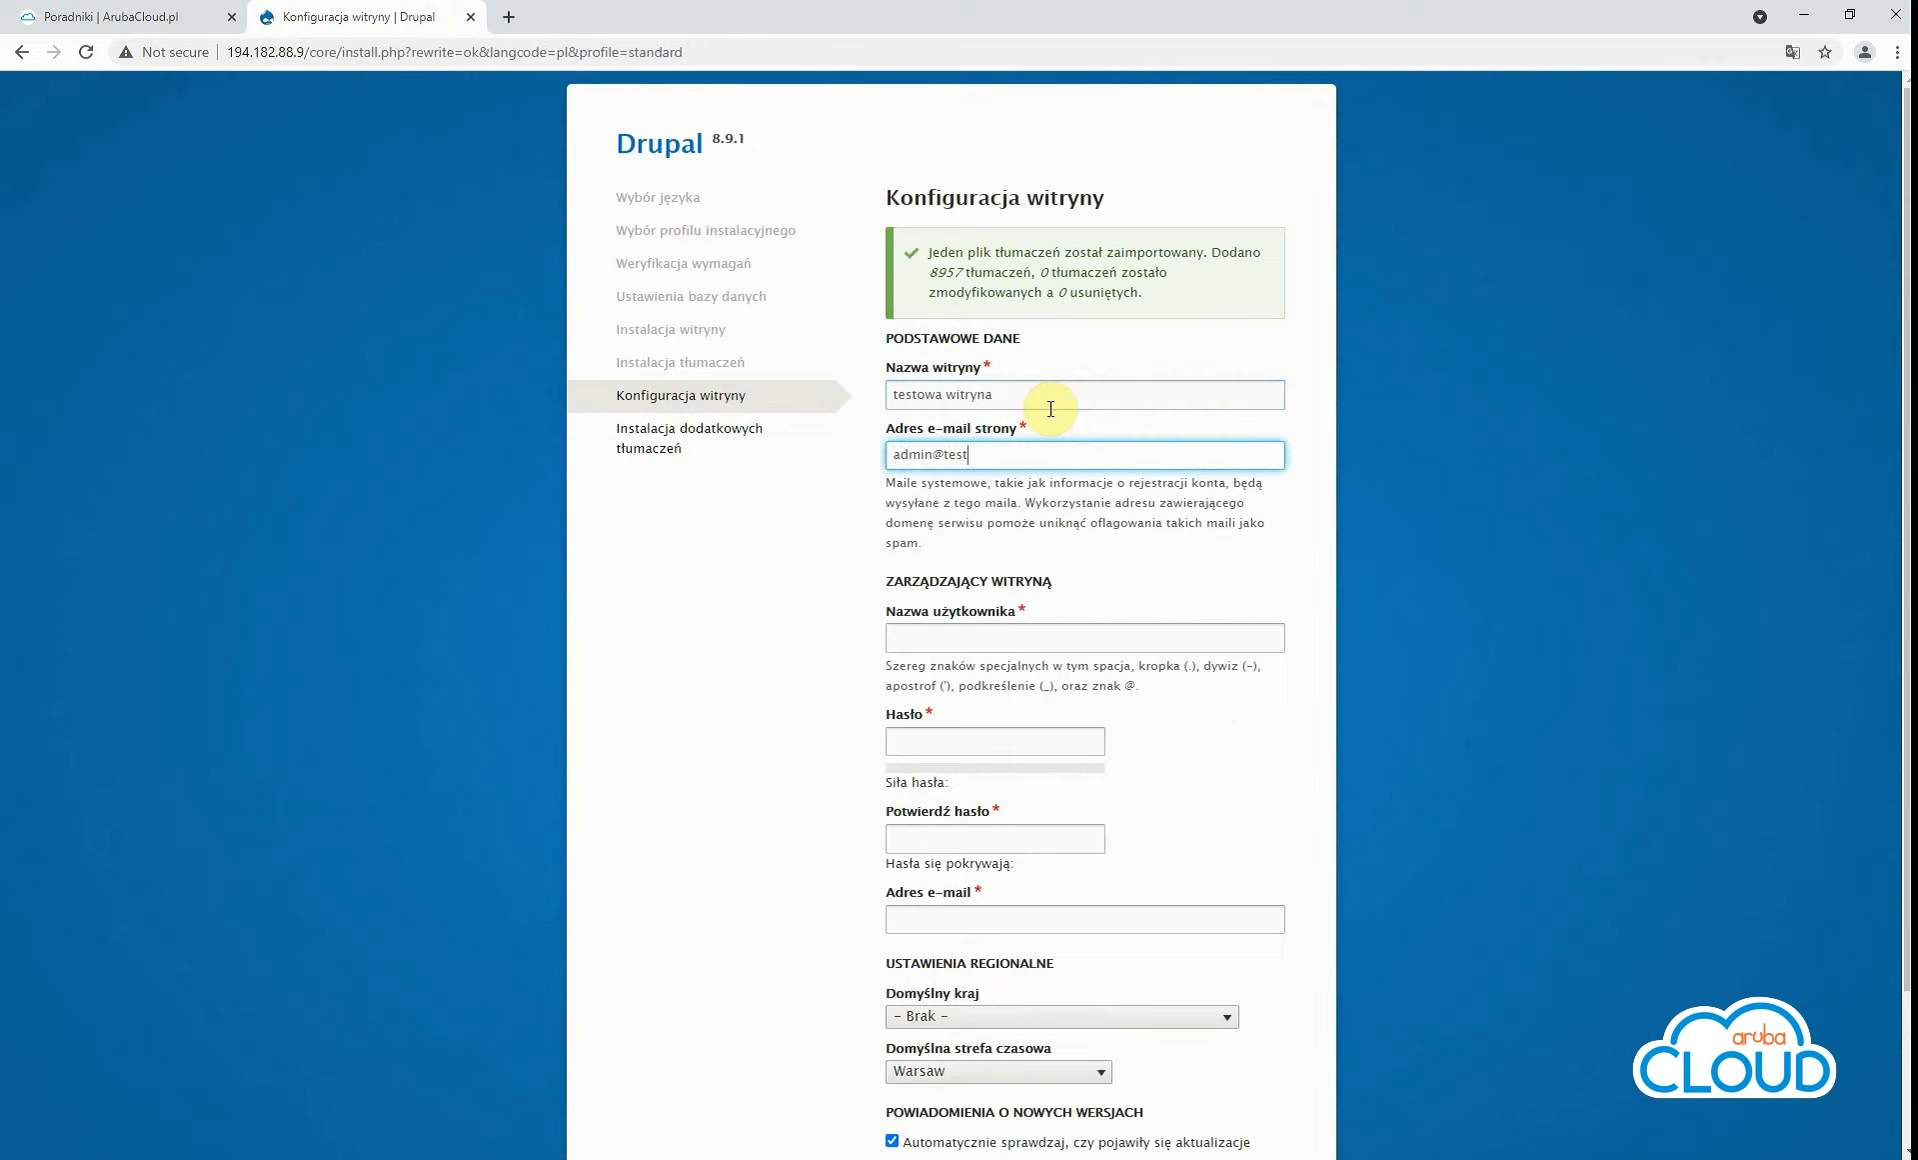 Poradniki | ArubaCloud.pl
Konfiguracja witryny | Drupal
Not secure
194.182.88.9/core/install.php?rewrite=ok&langcode=pl&profile=standard
Drupal 8.9.1
Wybór języka
Wybór profilu instalacyjnego
Weryfikacja wymagań
Ustawienia bazy danych
Instalacja witryny
Instalacja tłumaczeń
Konfiguracja witryny
Instalacja dodatkowych
tłumaczeń
Konfiguracja witryny
Jeden plik tłumaczeń został zaimportowany. Dodano
8957 tłumaczeń, 0 tłumaczeń zostało
zmodyfikowanych a 0 usuniętych.
PODSTAWOWE DANE
Nazwa witryny *
testowa witryna
Adres e-mail strony *
admin@test
Maile systemowe, takie jak informacje o rejestracji konta, będą
wysyłane z tego maila. Wykorzystanie adresu zawierającego
domenę serwisu pomoże uniknąć oflagowania takich maili jako
spam.
ZARZĄDZAJĄCY WITRYNĄ
Nazwa użytkownika *
Szereg znaków specjalnych w tym spacja, kropka (.), dywiz (-),
apostrof ('), podkreślenie (_), oraz znak @.
Hasło *
Siła hasła:
Potwierdź hasło *
Hasła się pokrywają:
Adres e-mail *
USTAWIENIA REGIONALNE
Domyślny kraj
- Brak -
Domyślna strefa czasowa
Warsaw
POWIADOMIENIA O NOWYCH WERSJACH
Automatycznie sprawdzaj, czy pojawiły się aktualizacje
aruba
CLOUD